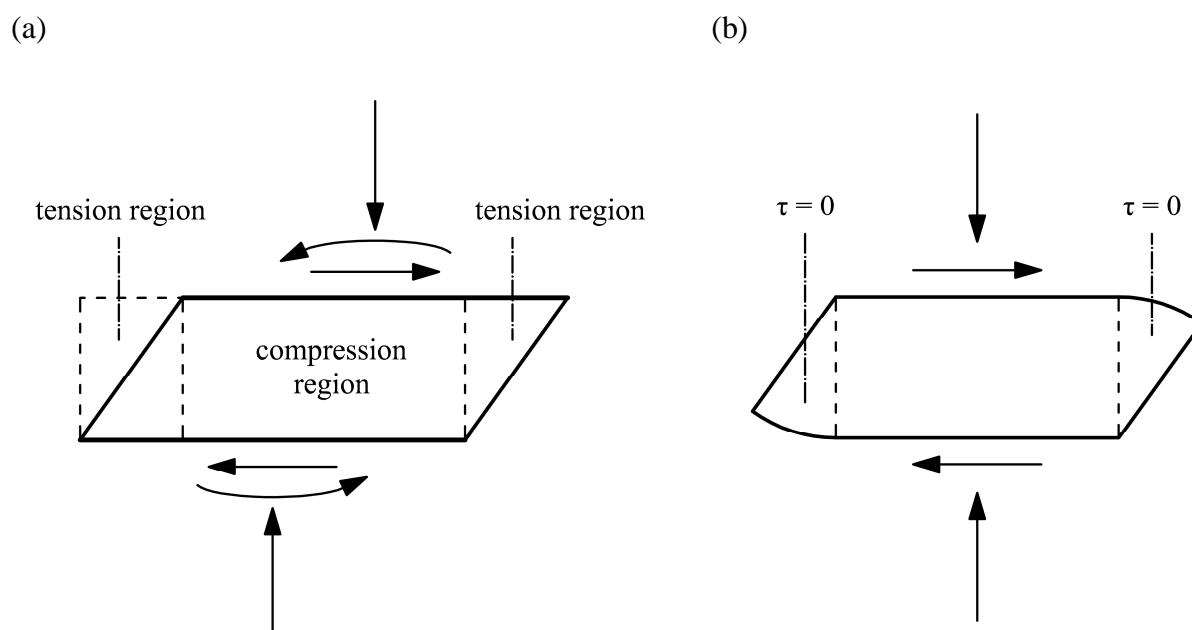 (a)
(b)
tension region
tension region
τ = 0
τ = 0
compression
region